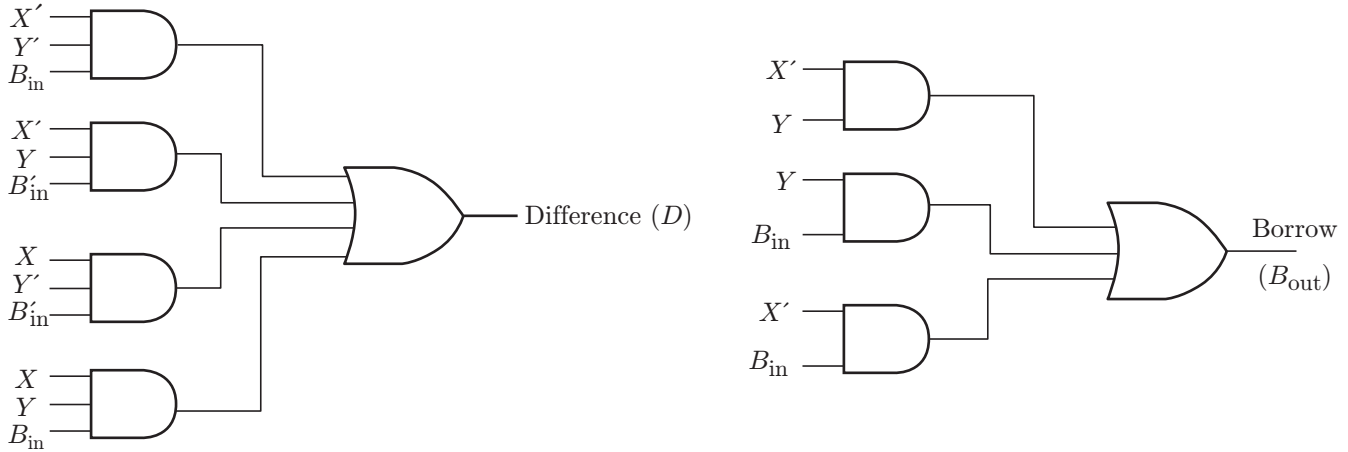 X′
Y′
B_in
X′
Y
B′_in
X
Y′
B′_in
X
Y
B_in
Difference (D)
X′
Y
Y
B_in
X′
B_in
Borrow
(B_out)